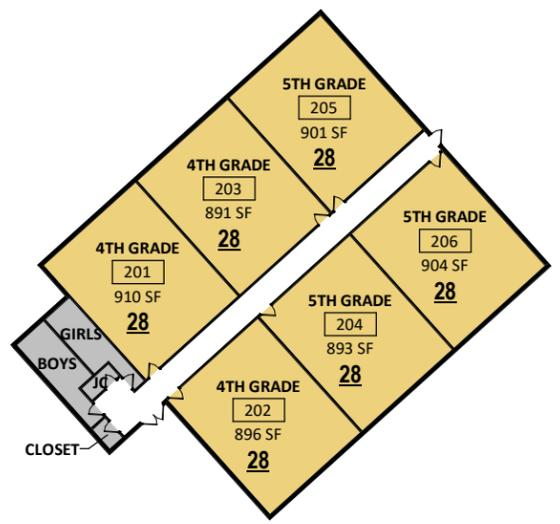 5TH GRADE
205
901 SF
28
4TH GRADE
203
891 SF
28
5TH GRADE
206
904 SF
28
4TH GRADE
201
910 SF
28
5TH GRADE
204
893 SF
28
GIRLS
BOYS
JC
4TH GRADE
202
896 SF
28
CLOSET